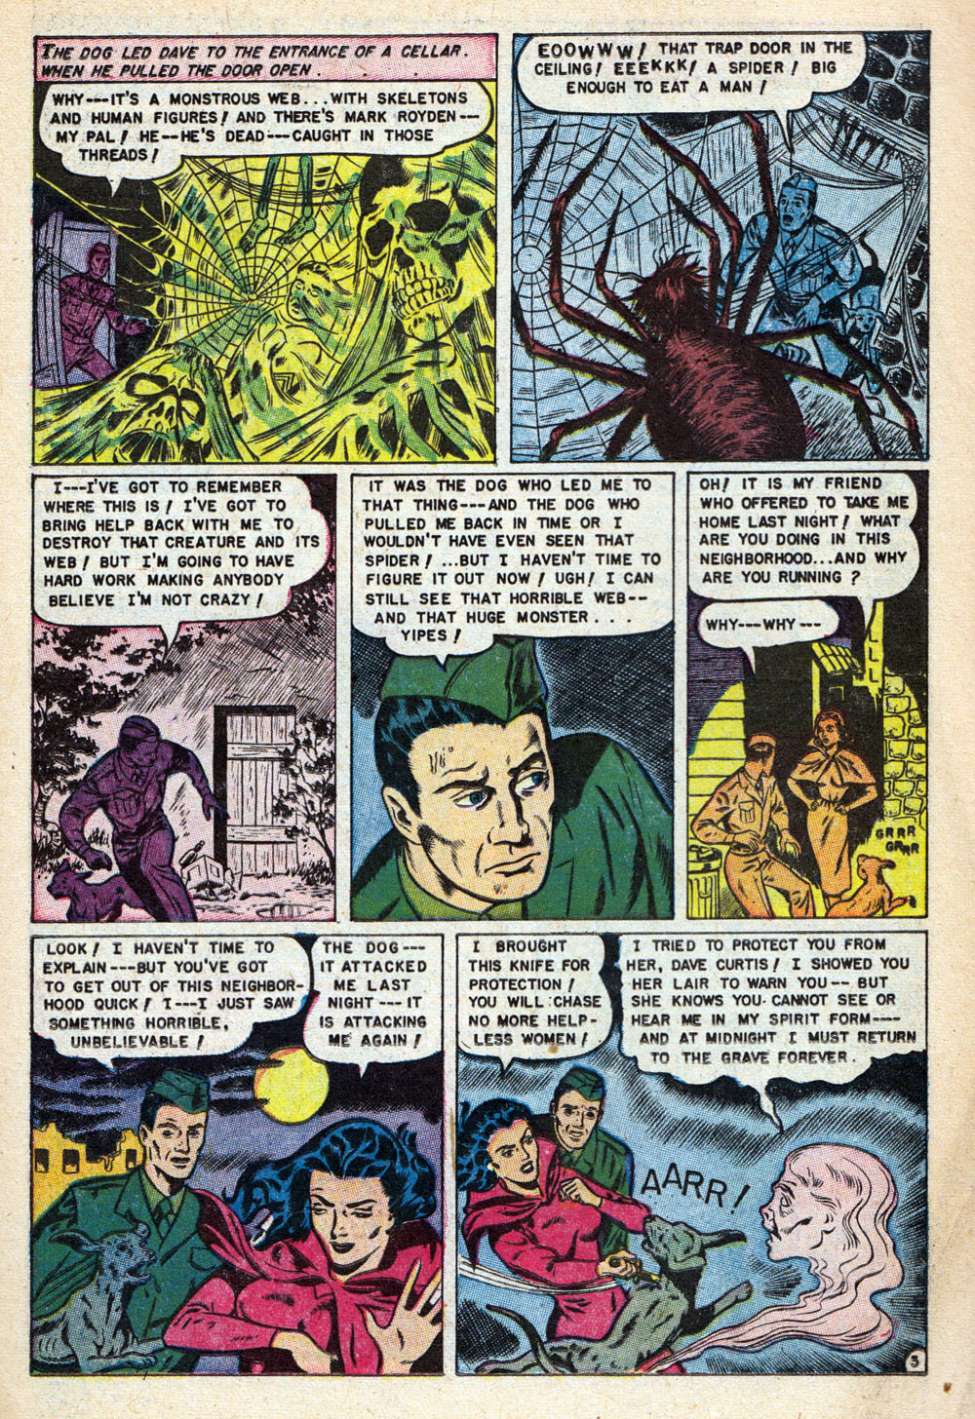 THE DOG LED DAVE TO THE ENTRANCE OF A CELLAR.
WHEN HE PULLED THE DOOR OPEN . . . .
WHY---IT'S A MONSTROUS WEB...WITH SKELETONS
AND HUMAN FIGURES! AND THERE'S MARK ROYDEN---
MY PAL! HE--HE'S DEAD---CAUGHT IN THOSE
THREADS!
EOOWWW! THAT TRAP DOOR IN THE
CEILING! EEEKKK! A SPIDER! BIG
ENOUGH TO EAT A MAN!
I---I'VE GOT TO REMEMBER
WHERE THIS IS! I'VE GOT TO
BRING HELP BACK WITH ME TO
DESTROY THAT CREATURE AND ITS
WEB! BUT I'M GOING TO HAVE
HARD WORK MAKING ANYBODY
BELIEVE I'M NOT CRAZY!
IT WAS THE DOG WHO LED ME TO
THAT THING---AND THE DOG WHO
PULLED ME BACK IN TIME OR I
WOULDN'T HAVE EVEN SEEN THAT
SPIDER! ...BUT I HAVEN'T TIME TO
FIGURE IT OUT NOW! UGH! I CAN
STILL SEE THAT HORRIBLE WEB--
AND THAT HUGE MONSTER . . .
YIPES!
OH! IT IS MY FRIEND
WHO OFFERED TO TAKE ME
HOME LAST NIGHT! WHAT
ARE YOU DOING IN THIS
NEIGHBORHOOD...AND WHY
ARE YOU RUNNING?
WHY---WHY---
GRRR
GRRR
LOOK! I HAVEN'T TIME TO
EXPLAIN---BUT YOU'VE GOT
TO GET OUT OF THIS NEIGHBOR-
HOOD QUICK! I---I JUST SAW
SOMETHING HORRIBLE,
UNBELIEVABLE!
THE DOG---
IT ATTACKED
ME LAST
NIGHT---IT
IS ATTACKING
ME AGAIN!
I BROUGHT
THIS KNIFE FOR
PROTECTION!
YOU WILL CHASE
NO MORE HELP-
LESS WOMEN!
I TRIED TO PROTECT YOU FROM
HER, DAVE CURTIS! I SHOWED YOU
HER LAIR TO WARN YOU-- BUT
SHE KNOWS YOU CANNOT SEE OR
HEAR ME IN MY SPIRIT FORM----
AND AT MIDNIGHT I MUST RETURN
TO THE GRAVE FOREVER.
AARR!
3